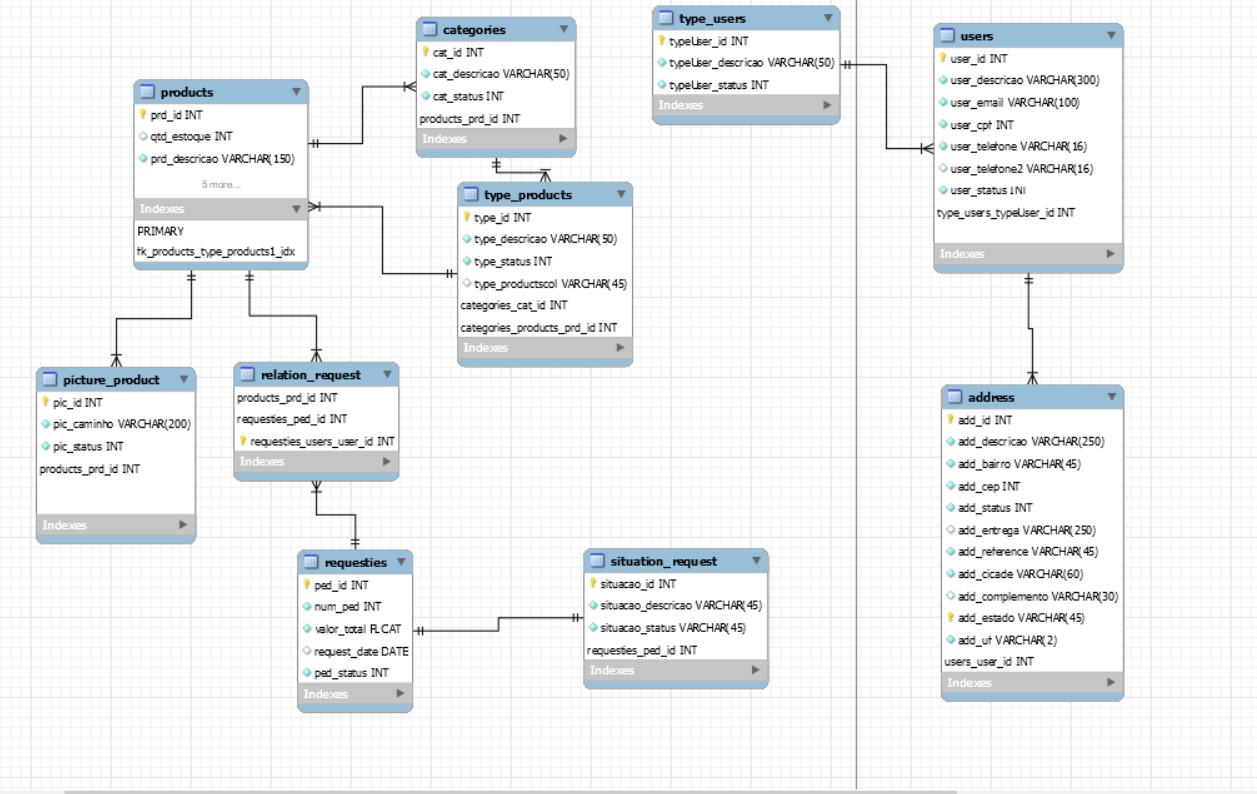 categories
cat_id INT
cat_descricao VARCHAR(50)
cat_status INT
products_prd_id INT
Indexes
type_users
typeUser_id INT
typeUser_descricao VARCHAR(50)
typeUser_status INT
Indexes
users
user_id INT
user_descricao VARCHAR(300)
user_email VARCHAR(100)
user_cpf INT
user_telefone VARCHAR(16)
user_telefone2 VARCHAR(16)
user_status INT
type_users_typeUser_id INT
Indexes
products
prd_id INT
qtd_estoque INT
prd_descricao VARCHAR(150)
5 more...
Indexes
PRIMARY
fk_products_type_products1_idx
type_products
type_id INT
type_descricao VARCHAR(50)
type_status INT
type_productscol VARCHAR(45)
categories_cat_id INT
categories_products_prd_id INT
Indexes
picture_product
pic_id INT
pic_caminho VARCHAR(200)
pic_status INT
products_prd_id INT
Indexes
relation_request
products_prd_id INT
requesties_ped_id INT
requesties_users_user_id INT
Indexes
address
add_id INT
add_descricao VARCHAR(250)
add_bairro VARCHAR(45)
add_cep INT
add_status INT
add_entrega VARCHAR(250)
add_reference VARCHAR(45)
add_cicade VARCHAR(60)
add_complemento VARCHAR(30)
add_estado VARCHAR(45)
add_uf VARCHAR(2)
users_user_id INT
Indexes
requesties
ped_id INT
num_ped INT
valor_total FLOAT
request_date DATE
ped_status INT
Indexes
situation_request
situacao_id INT
situacao_descricao VARCHAR(45)
situacao_status VARCHAR(45)
requesties_ped_id INT
Indexes